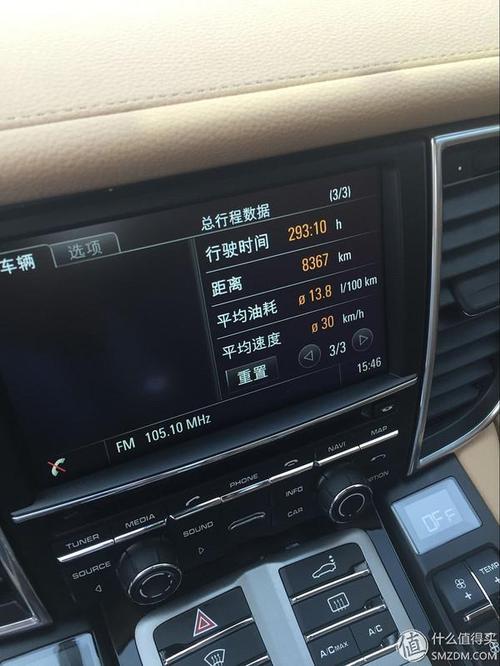 总行程数据 (3/3)
车辆 选项
行驶时间 293:10 h
距离 8367 km
平均油耗 ø 13.8 l/100 km
平均速度 ø 30 km/h
重置 3/3
15:46
FM 105.10 MHz
TUNER MEDIA PHONE NAVI MAP
SOURCE SOUND INFO OPTION
CAR
OFF
TEMP
A/C MAX A/C
值 什么值得买
SMZDM.COM